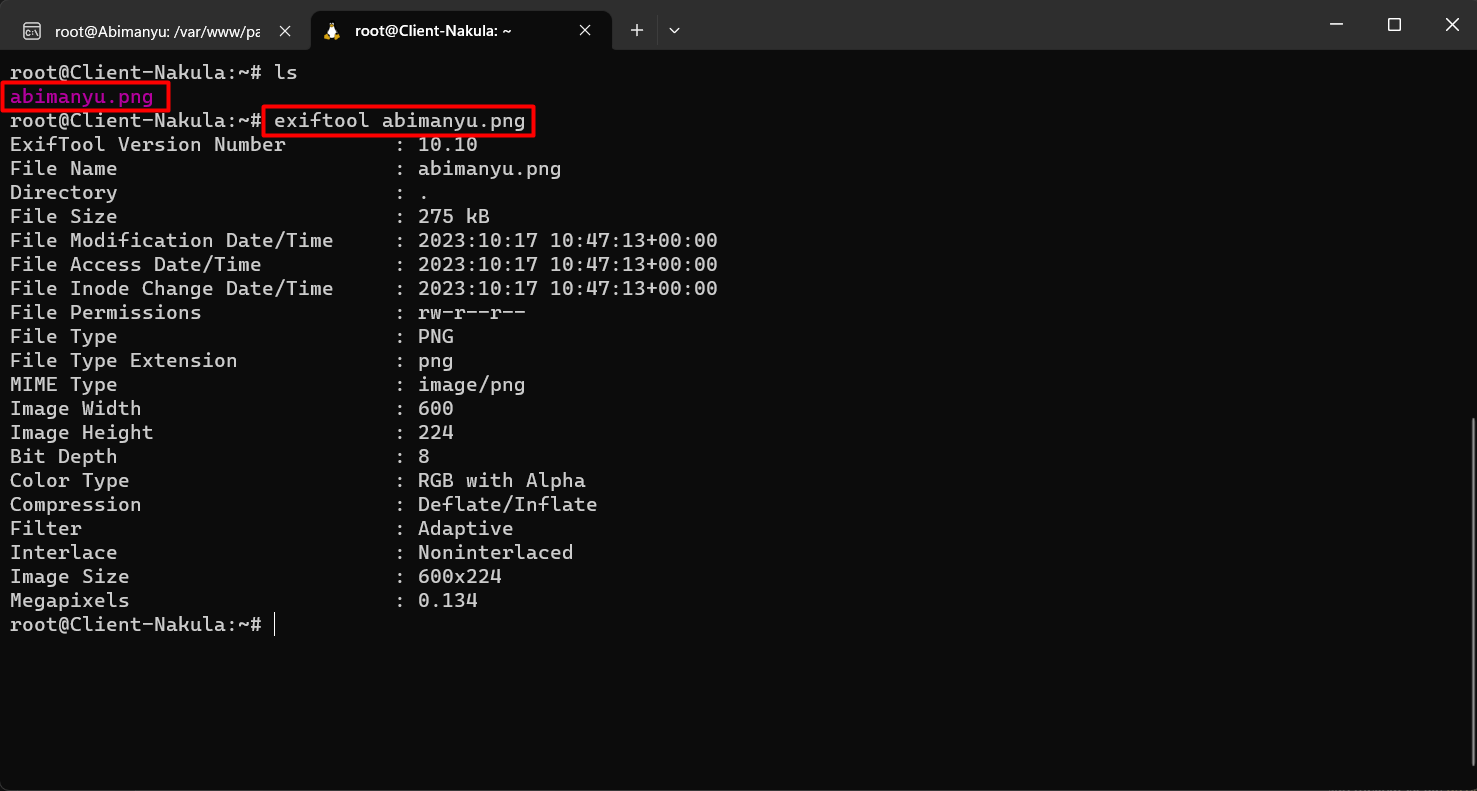 root@Abimanyu: /var/www/pa
root@Client-Nakula: ~
root@Client-Nakula:~# ls
abimanyu.png
root@Client-Nakula:~# exiftool abimanyu.png
ExifTool Version Number         : 10.10
File Name                       : abimanyu.png
Directory                       : .
File Size                       : 275 kB
File Modification Date/Time     : 2023:10:17 10:47:13+00:00
File Access Date/Time           : 2023:10:17 10:47:13+00:00
File Inode Change Date/Time     : 2023:10:17 10:47:13+00:00
File Permissions                : rw-r--r--
File Type                       : PNG
File Type Extension             : png
MIME Type                       : image/png
Image Width                     : 600
Image Height                    : 224
Bit Depth                       : 8
Color Type                      : RGB with Alpha
Compression                     : Deflate/Inflate
Filter                          : Adaptive
Interlace                       : Noninterlaced
Image Size                      : 600x224
Megapixels                      : 0.134
root@Client-Nakula:~#